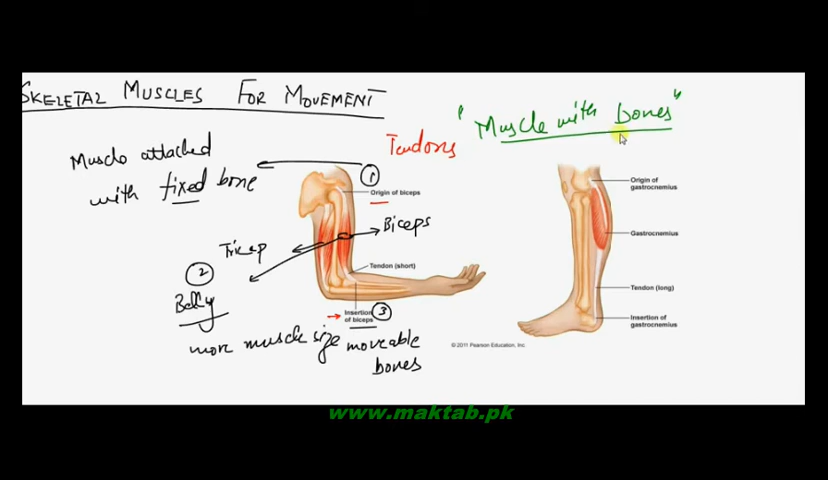 SKELETAL MUSCLES FOR MOVEMENT
"Muscle with bones"
Tendons
Muscle attached
with fixed bone
1
Origin of biceps
Biceps
Tricep
Tendon (short)
2
Belly
Insertion
of biceps
3
more muscle size
moveable
bones
Origin of
gastrocnemius
Gastrocnemius
Tendon (long)
Insertion of
gastrocnemius
© 2011 Pearson Education, Inc.
www.maktab.pk